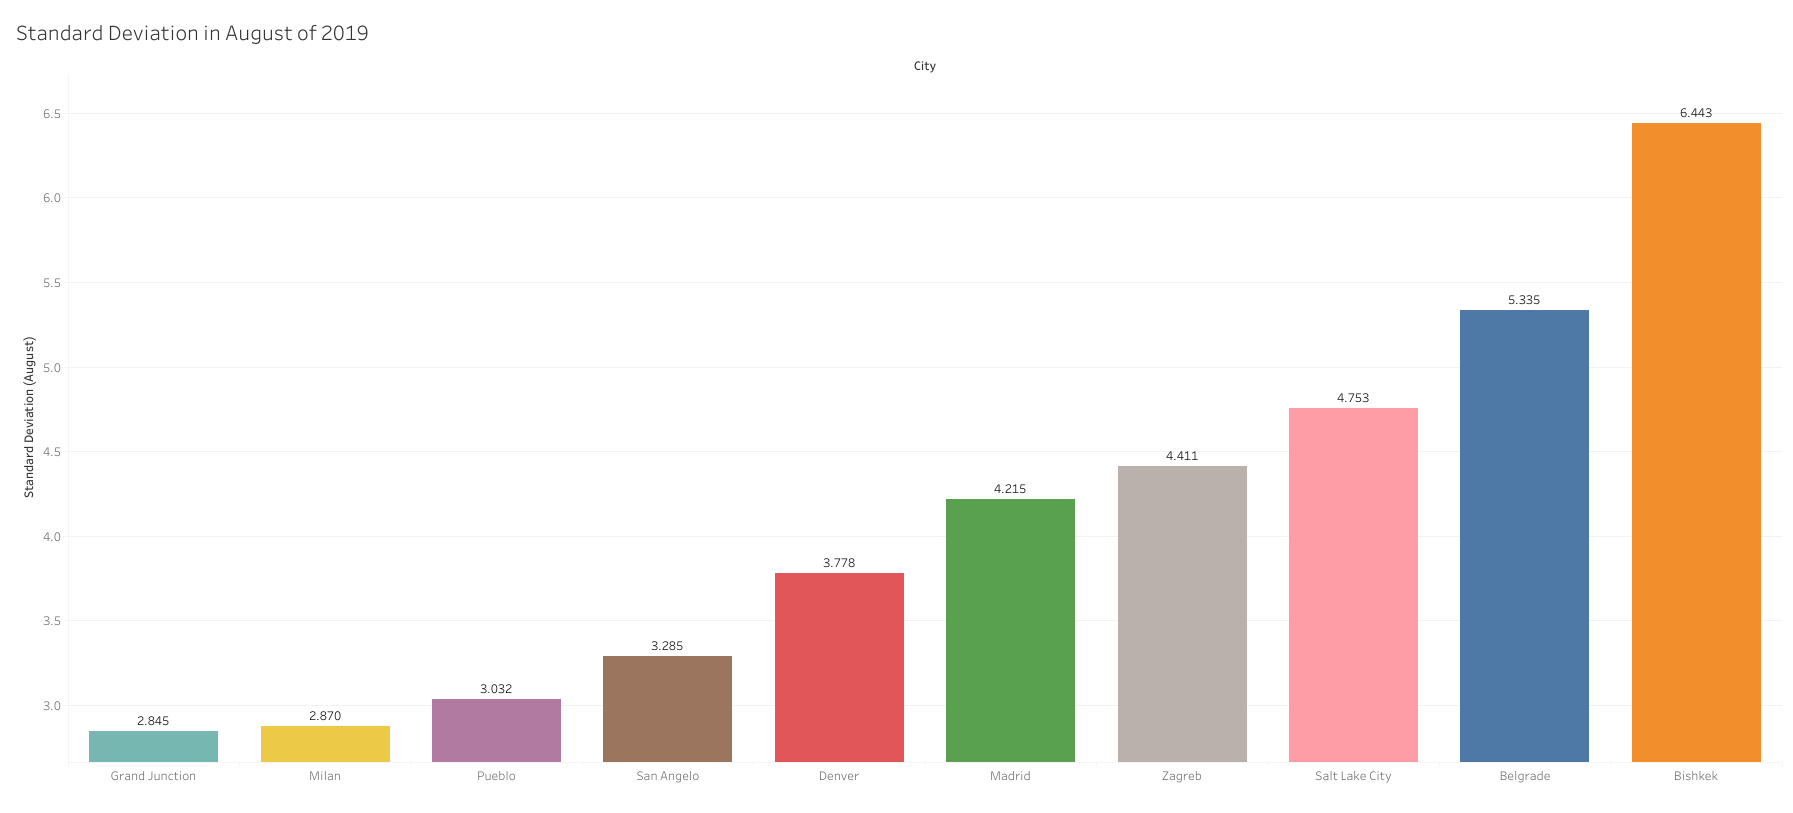 Standard Deviation in August of 2019
City
Standard Deviation (August)
6.5
6.0
5.5
5.0
4.5
4.0
3.5
3.0
2.845
2.870
3.032
3.285
3.778
4.215
4.411
4.753
5.335
6.443
Grand Junction
Milan
Pueblo
San Angelo
Denver
Madrid
Zagreb
Salt Lake City
Belgrade
Bishkek